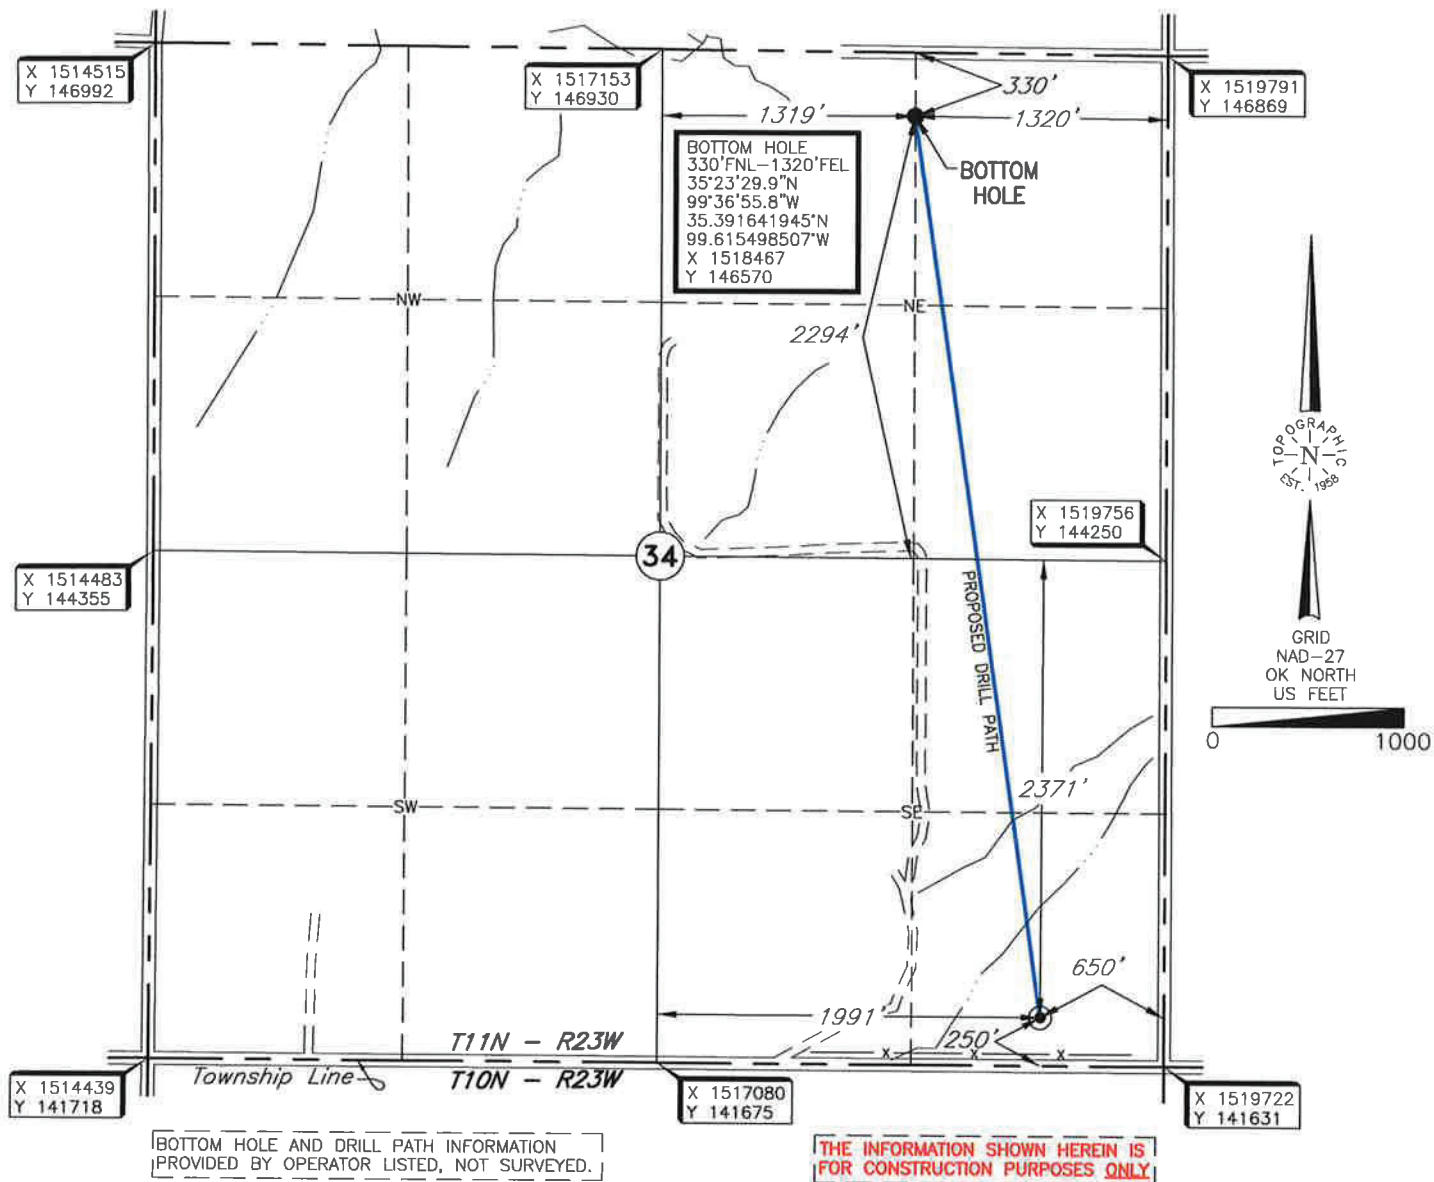 X 1514515
Y 146992
X 1517153
Y 146930
X 1519791
Y 146869
330'
1319'
1320'
BOTTOM HOLE
330'FNL-1320'FEL
35°23'29.9"N
99°36'55.8"W
35.391641945°N
99.615498507°W
X 1518467
Y 146570
BOTTOM
HOLE
NW
NE
2294'
TOPOGRAPHIC
N
EST. 1958
X 1519756
Y 144250
34
X 1514483
Y 144355
PROPOSED DRILL PATH
GRID
NAD-27
OK NORTH
US FEET
0 1000
2371'
SW
SE
650'
1991'
250'
x x x
T11N - R23W
Township Line
T10N - R23W
X 1514439
Y 141718
X 1517080
Y 141675
X 1519722
Y 141631
BOTTOM HOLE AND DRILL PATH INFORMATION
PROVIDED BY OPERATOR LISTED, NOT SURVEYED.
THE INFORMATION SHOWN HEREIN IS
FOR CONSTRUCTION PURPOSES ONLY